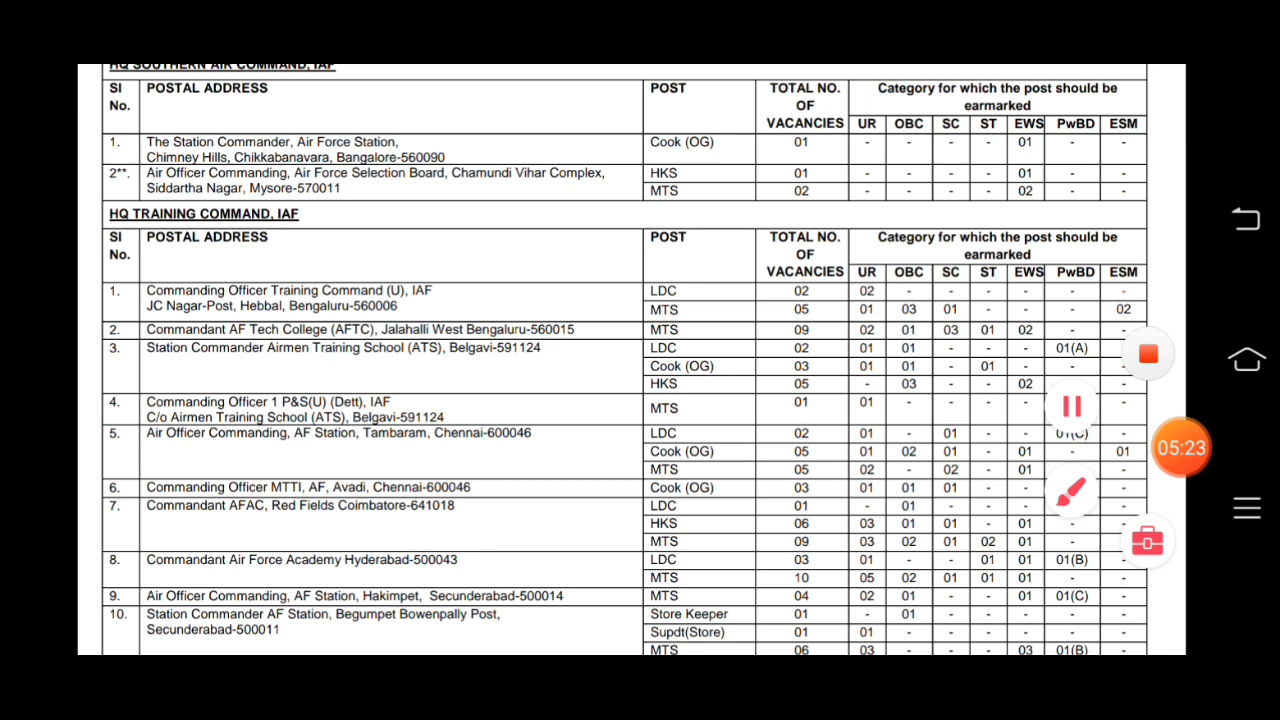 HQ SOUTHERN AIR COMMAND, IAF
SI No. POSTAL ADDRESS POST TOTAL NO. OF VACANCIES Category for which the post should be earmarked
UR OBC SC ST EWS PwBD ESM
1. The Station Commander, Air Force Station, Cook (OG) 01 - - - - 01 - -
Chimney Hills, Chikkabanavara, Bangalore-560090
2**. Air Officer Commanding, Air Force Selection Board, Chamundi Vihar Complex, HKS 01 - - - - 01 - -
Siddartha Nagar, Mysore-570011 MTS 02 - - - - 02 - -
HQ TRAINING COMMAND, IAF
SI No. POSTAL ADDRESS POST TOTAL NO. OF VACANCIES Category for which the post should be earmarked
UR OBC SC ST EWS PwBD ESM
1. Commanding Officer Training Command (U), IAF LDC 02 02 - - - - - -
JC Nagar-Post, Hebbal, Bengaluru-560006 MTS 05 01 03 01 - - - 02
2. Commandant AF Tech College (AFTC), Jalahalli West Bengaluru-560015 MTS 09 02 01 03 01 02 - -
3. Station Commander Airmen Training School (ATS), Belgavi-591124 LDC 02 01 01 - - - 01(A)
Cook (OG) 03 01 01 - 01 - - -
HKS 05 - 03 - - 02 -
4. Commanding Officer 1 P&S(U) (Dett), IAF MTS 01 01 - - - - -
C/o Airmen Training School (ATS), Belgavi-591124
5. Air Officer Commanding, AF Station, Tambaram, Chennai-600046 LDC 02 01 - 01 - - 01(C) -
Cook (OG) 05 01 02 01 - 01 - 01
MTS 05 02 - 02 - 01 -
6. Commanding Officer MTTI, AF, Avadi, Chennai-600046 Cook (OG) 03 01 01 01 - - -
7. Commandant AFAC, Red Fields Coimbatore-641018 LDC 01 - 01 - - - -
HKS 06 03 01 01 - 01 -
MTS 09 03 02 01 02 01 -
8. Commandant Air Force Academy Hyderabad-500043 LDC 03 01 - - 01 01 01(B) -
MTS 10 05 02 01 01 01 - -
9. Air Officer Commanding, AF Station, Hakimpet, Secunderabad-500014 MTS 04 02 01 - - 01 01(C) -
10. Station Commander AF Station, Begumpet Bowenpally Post, Store Keeper 01 - 01 - - - - -
Secunderabad-500011 Supdt(Store) 01 01 - - - - - -
MTS 06 03 - - - 03 01(B) -
05:23